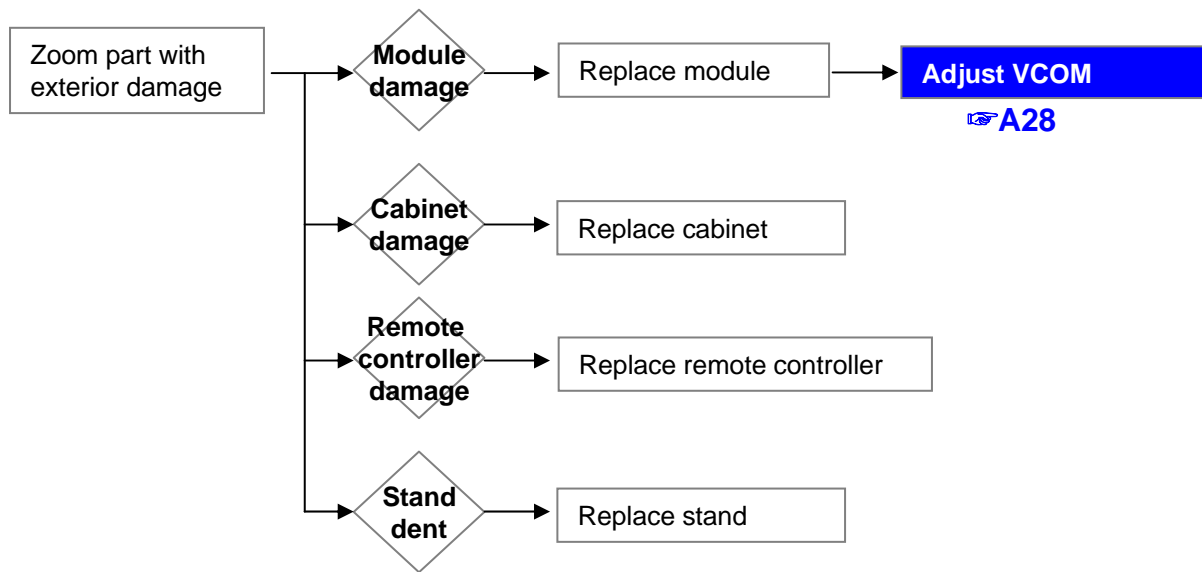 Zoom part with
exterior damage
Module
damage
Replace module
Adjust VCOM
☞A28
Cabinet
damage
Replace cabinet
Remote
controller
damage
Replace remote controller
Stand
dent
Replace stand